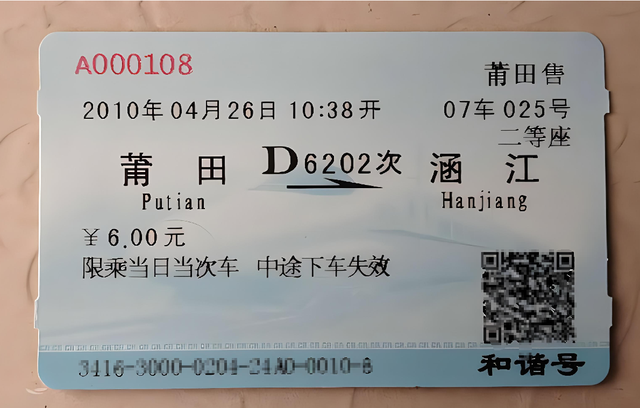 A000108
莆田售
2010年04月26日 10:38开 07车 025号
二等座
莆田 D6202次 涵江
Putian Hanjiang
￥6.00元
限乘当日当次车 中途下车失效
3416-3000-0204-24A0-0010-8
和谐号